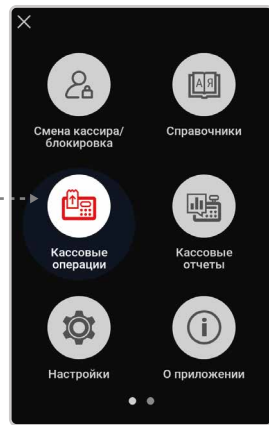 Смена кассира/
блокировка
А Я
Справочники
Кассовые
операции
Кассовые
отчеты
Настройки
О приложении